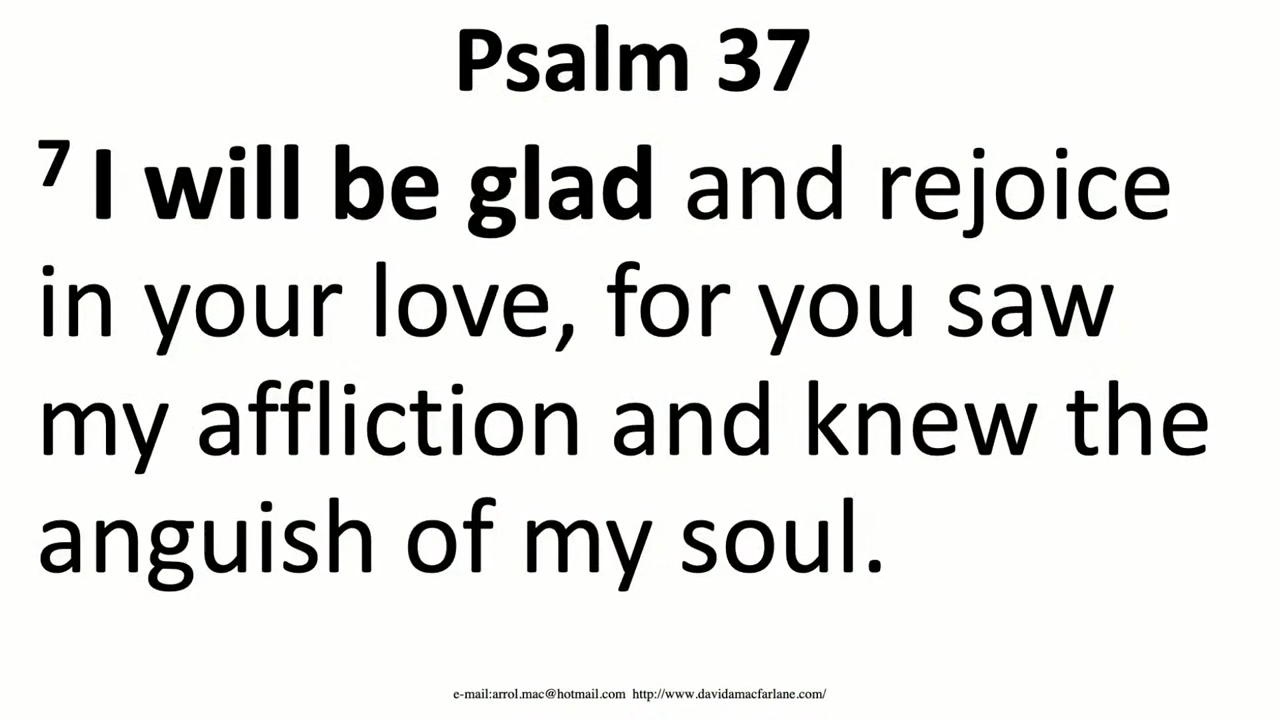 Psalm 37
7 I will be glad and rejoice
in your love, for you saw
my affliction and knew the
anguish of my soul.
e-mail:arrol.mac@hotmail.com http://www.davidamacfarlane.com/